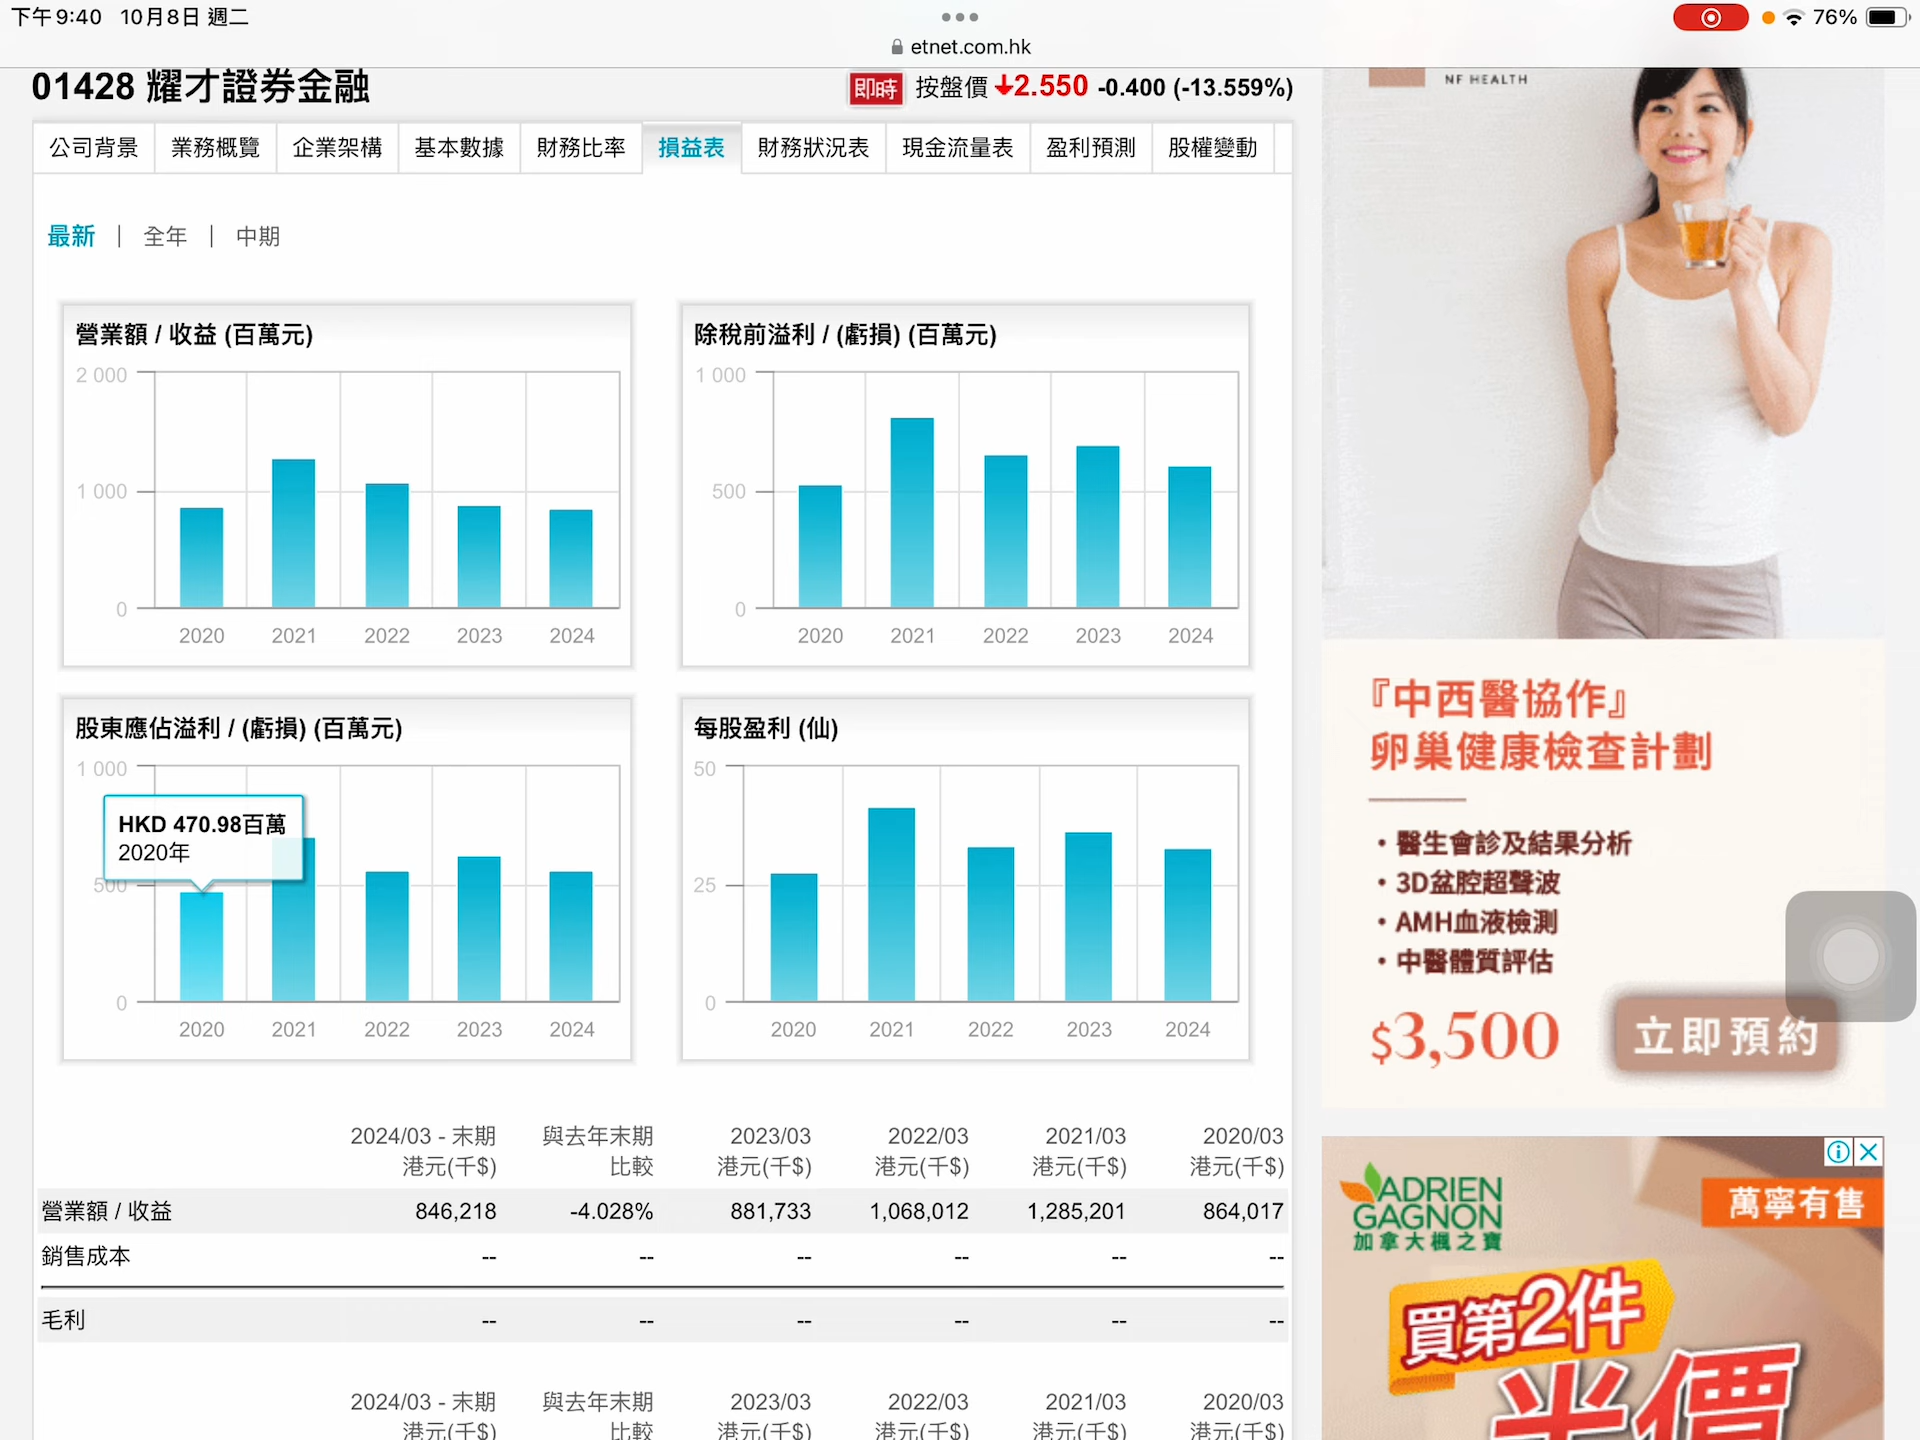 下午9:40 10月8日 週二
76%
etnet.com.hk
01428 耀才證券金融
即時 按盤價 2.550 -0.400 (-13.559%)
公司背景 業務概覽 企業架構 基本數據 財務比率 損益表 財務狀況表 現金流量表 盈利預測 股權變動
最新 | 全年 | 中期
營業額 / 收益 (百萬元)
2 000
1 000
0
2020 2021 2022 2023 2024
除稅前溢利 / (虧損) (百萬元)
1 000
500
0
2020 2021 2022 2023 2024
股東應佔溢利 / (虧損) (百萬元)
1 000
HKD 470.98百萬
2020年
500
0
2020 2021 2022 2023 2024
每股盈利 (仙)
50
25
0
2020 2021 2022 2023 2024
2024/03 - 末期 與去年末期 2023/03 2022/03 2021/03 2020/03
港元(千$) 比較 港元(千$) 港元(千$) 港元(千$) 港元(千$)
營業額 / 收益 846,218 -4.028% 881,733 1,068,012 1,285,201 864,017
銷售成本 -- -- -- -- -- --
毛利 -- -- -- -- -- --
2024/03 - 末期 與去年末期 2023/03 2022/03 2021/03 2020/03
港元(千$) 比較 港元(千$) 港元(千$) 港元(千$) 港元(千$)
NF HEALTH
『中西醫協作』
卵巢健康檢查計劃
・醫生會診及結果分析
・3D盆腔超聲波
・AMH血液檢測
・中醫體質評估
$3,500 立即預約
ADRIEN
GAGNON
加拿大楓之寶
萬寧有售
買第2件
半價